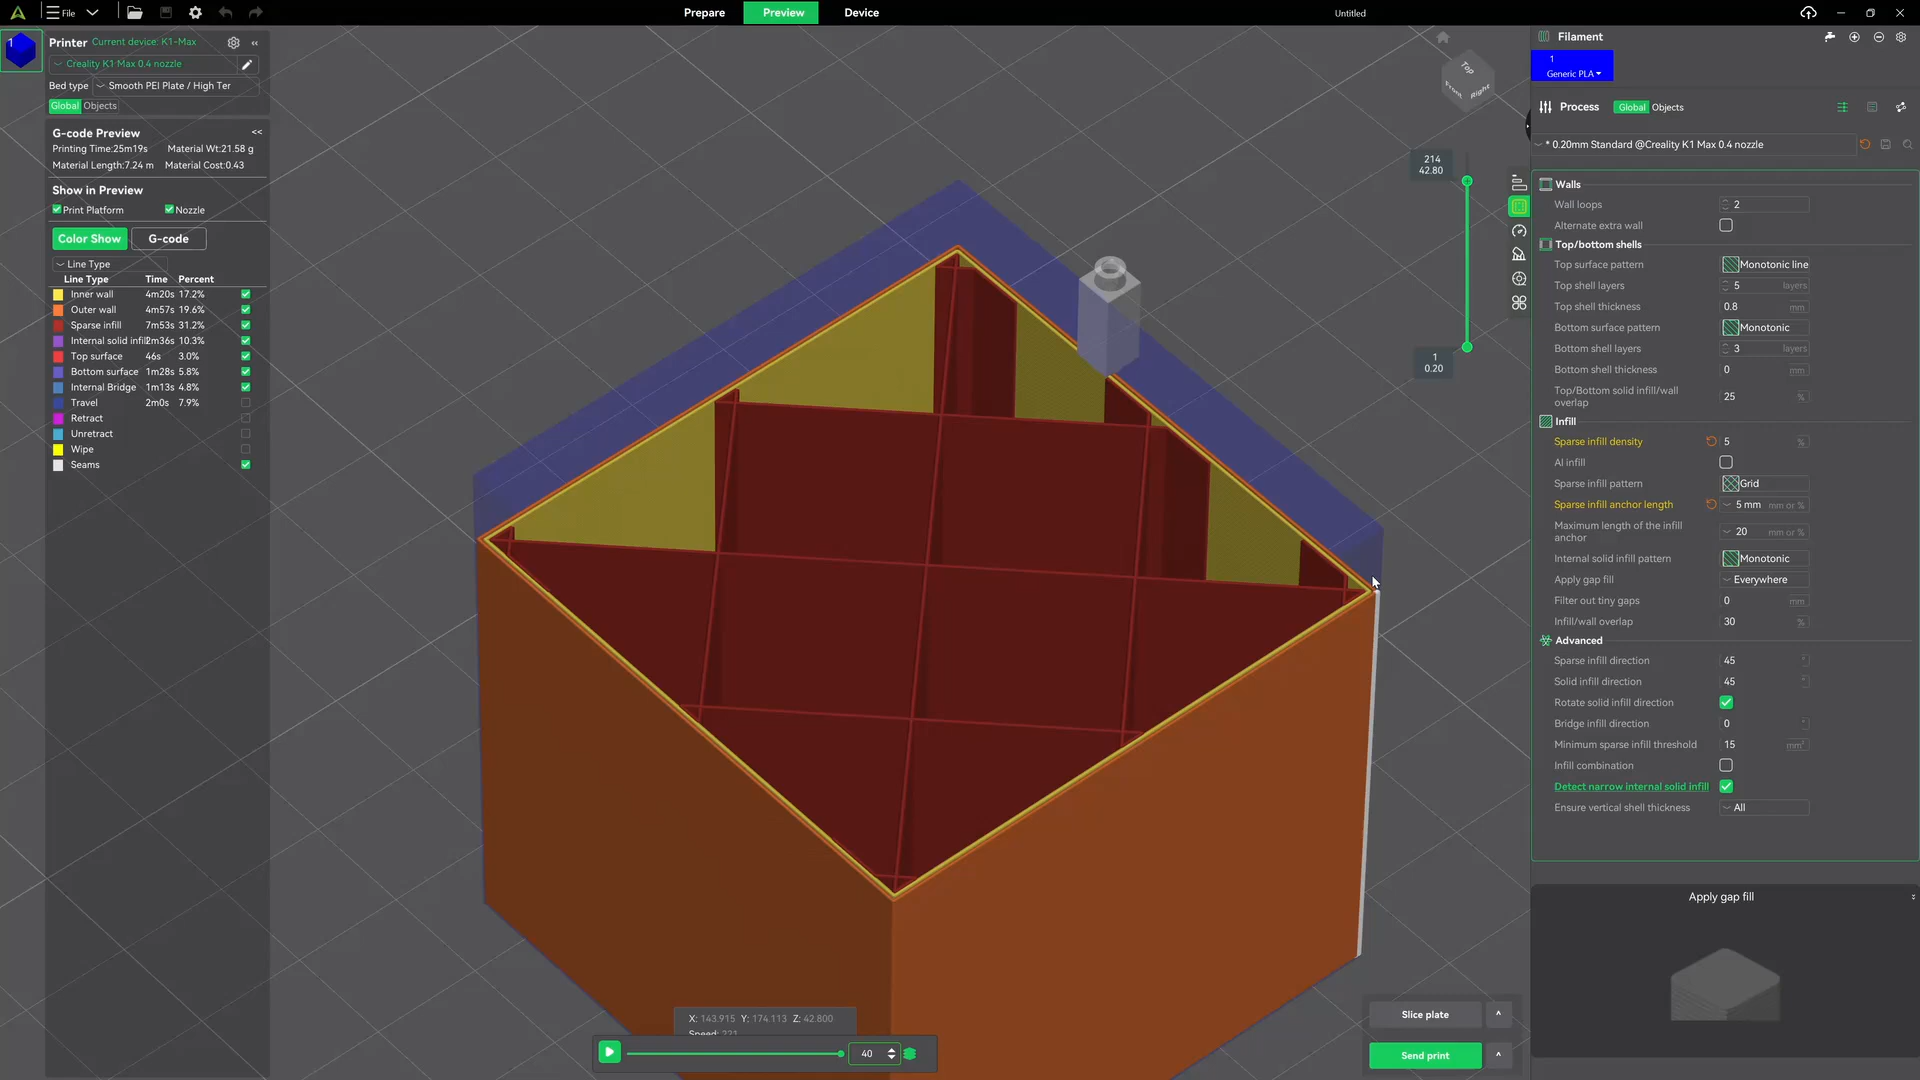 File
Prepare
Preview
Device
Untitled
1
Printer Current device: K1-Max
Creality K1 Max 0.4 nozzle
Bed type Smooth PEI Plate / High Ter
Global Objects
G-code Preview <<
Printing Time:25m19s Material Wt:21.58 g
Material Length:7.24 m Material Cost:0.43
Show in Preview
Print Platform Nozzle
Color Show G-code
Line Type
Line Type Time Percent
Inner wall 4m20s 17.2%
Outer wall 4m57s 19.6%
Sparse infill 7m53s 31.2%
Internal solid infill 2m36s 10.3%
Top surface 46s 3.0%
Bottom surface 1m28s 5.8%
Internal Bridge 1m13s 4.8%
Travel 2m0s 7.9%
Retract
Unretract
Wipe
Seams
Top
Front Right
214
42.80
1
0.20
X: 143.915 Y: 174.113 Z: 42.800
Speed: 221
40
Slice plate
Send print
Filament
1
Generic PLA
Process Global Objects
* 0.20mm Standard @Creality K1 Max 0.4 nozzle
Walls
Wall loops 2
Alternate extra wall
Top/bottom shells
Top surface pattern Monotonic line
Top shell layers 5 layers
Top shell thickness 0.8 mm
Bottom surface pattern Monotonic
Bottom shell layers 3 layers
Bottom shell thickness 0 mm
Top/Bottom solid infill/wall
overlap 25 %
Infill
Sparse infill density 5 %
AI infill
Sparse infill pattern Grid
Sparse infill anchor length 5 mm mm or %
Maximum length of the infill
anchor 20 mm or %
Internal solid infill pattern Monotonic
Apply gap fill Everywhere
Filter out tiny gaps 0 mm
Infill/wall overlap 30 %
Advanced
Sparse infill direction 45 °
Solid infill direction 45 °
Rotate solid infill direction
Bridge infill direction 0 °
Minimum sparse infill threshold 15 mm²
Infill combination
Detect narrow internal solid infill
Ensure vertical shell thickness All
Apply gap fill